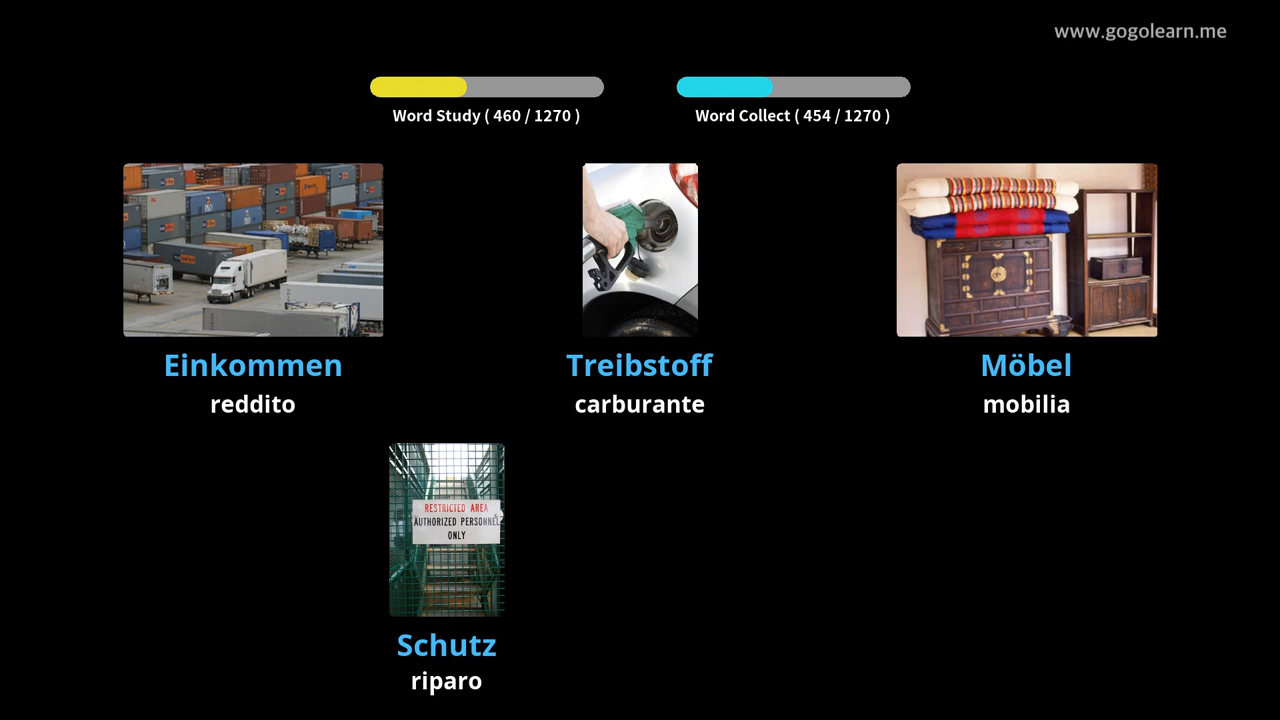 www.gogolearn.me
Word Study ( 460 / 1270 )
Word Collect ( 454 / 1270 )
Einkommen
reddito
Treibstoff
carburante
Möbel
mobilia
RESTRICTED AREA
AUTHORIZED PERSONNEL
ONLY
Schutz
riparo